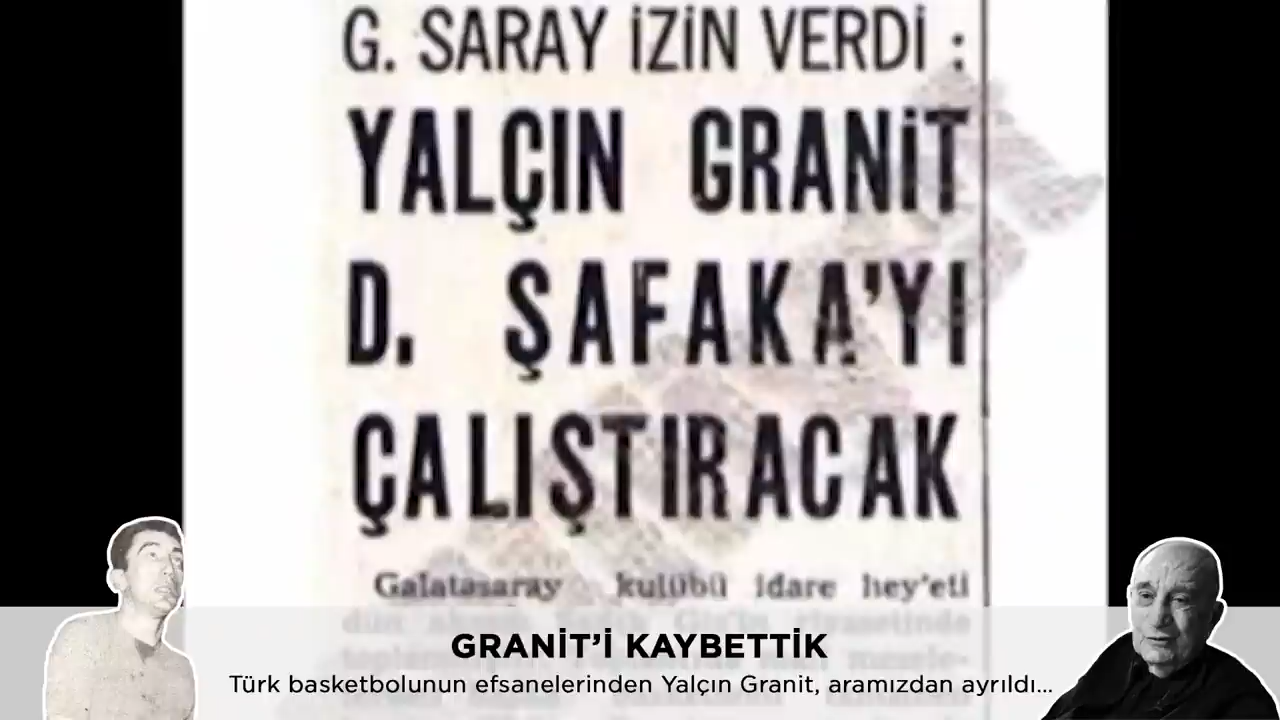 G. SARAY İZİN VERDİ :
YALÇIN GRANİT
D. ŞAFAKA'YI
ÇALIŞTIRACAK
Galatasaray kulübü idare hey'eti
GRANİT'İ KAYBETTİK
Türk basketbolunun efsanelerinden Yalçın Granit, aramızdan ayrıldı...